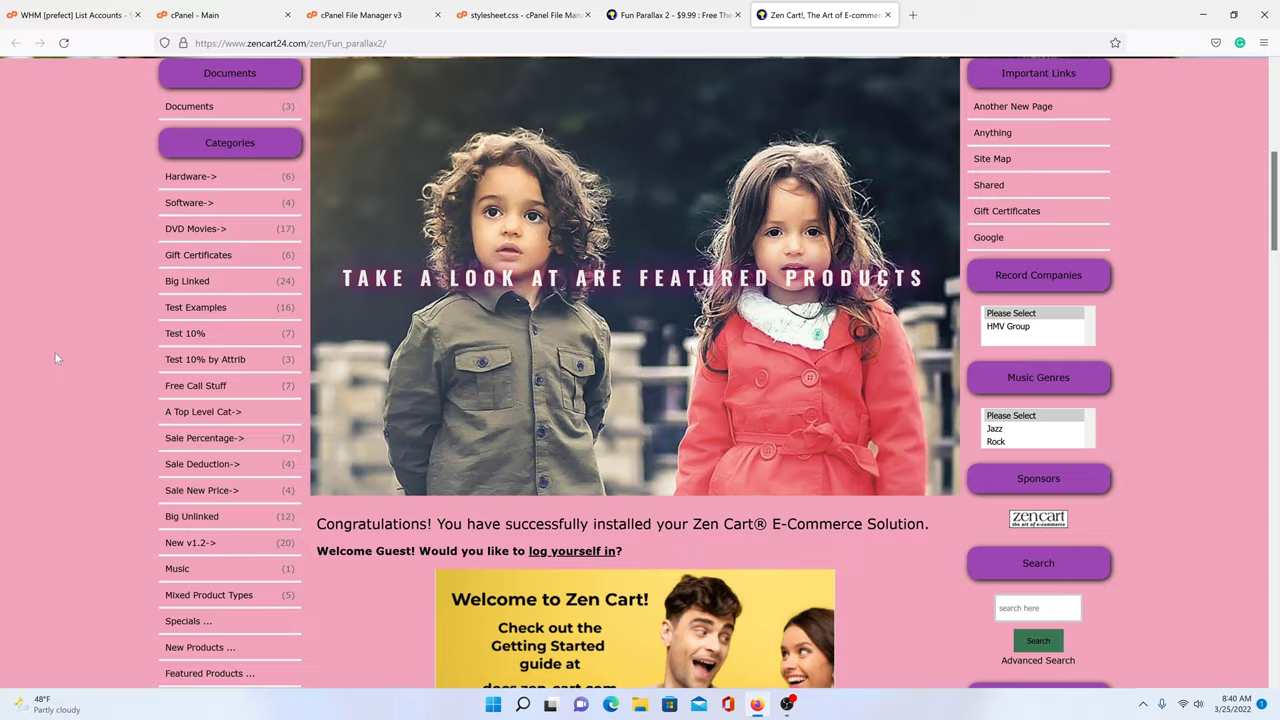 WHM [prefect] List Accounts - 
cPanel - Main
cPanel File Manager v3
stylesheet.css - cPanel File Man
Fun Parallax 2 - $9.99 : Free The
Zen Cart!, The Art of E-commer
https://www.zencart24.com/zen/Fun_parallax2/
Documents
Documents (3)
Categories
Hardware-> (6)
Software-> (4)
DVD Movies-> (17)
Gift Certificates (6)
Big Linked (24)
Test Examples (16)
Test 10% (7)
Test 10% by Attrib (3)
Free Call Stuff (7)
A Top Level Cat->
Sale Percentage-> (7)
Sale Deduction-> (4)
Sale New Price-> (4)
Big Unlinked (12)
New v1.2-> (20)
Music (1)
Mixed Product Types (5)
Specials ...
New Products ...
Featured Products ...
TAKE A LOOK AT ARE FEATURED PRODUCTS
Congratulations! You have successfully installed your Zen Cart® E-Commerce Solution.
Welcome Guest! Would you like to log yourself in?
Welcome to Zen Cart!
Check out the
Getting Started
guide at
docs.zen-cart.com
Important Links
Another New Page
Anything
Site Map
Shared
Gift Certificates
Google
Record Companies
Please Select
HMV Group
Music Genres
Please Select
Jazz
Rock
Sponsors
zencart
the art of e-commerce
Search
search here
Search
Advanced Search
48°F
Partly cloudy
8:40 AM
3/25/2022
1